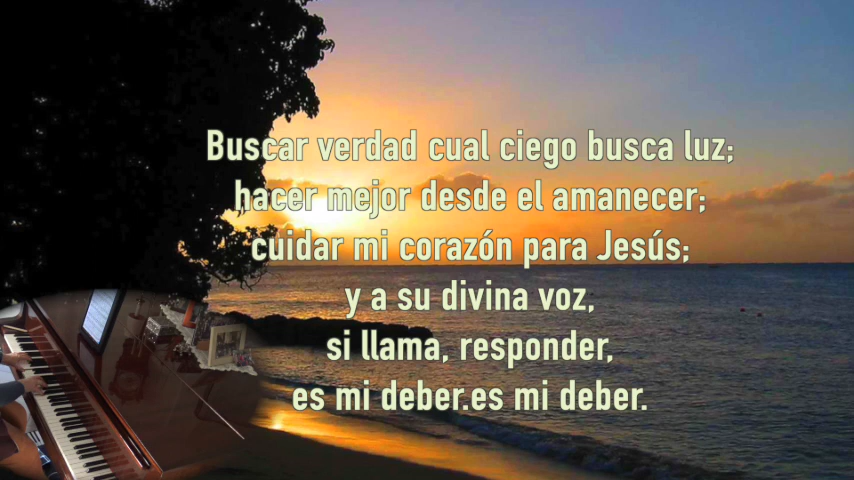 Buscar verdad cual ciego busca luz;
hacer mejor desde el amanecer;
cuidar mi corazón para Jesús;
y a su divina voz,
si llama, responder,
es mi deber.es mi deber.